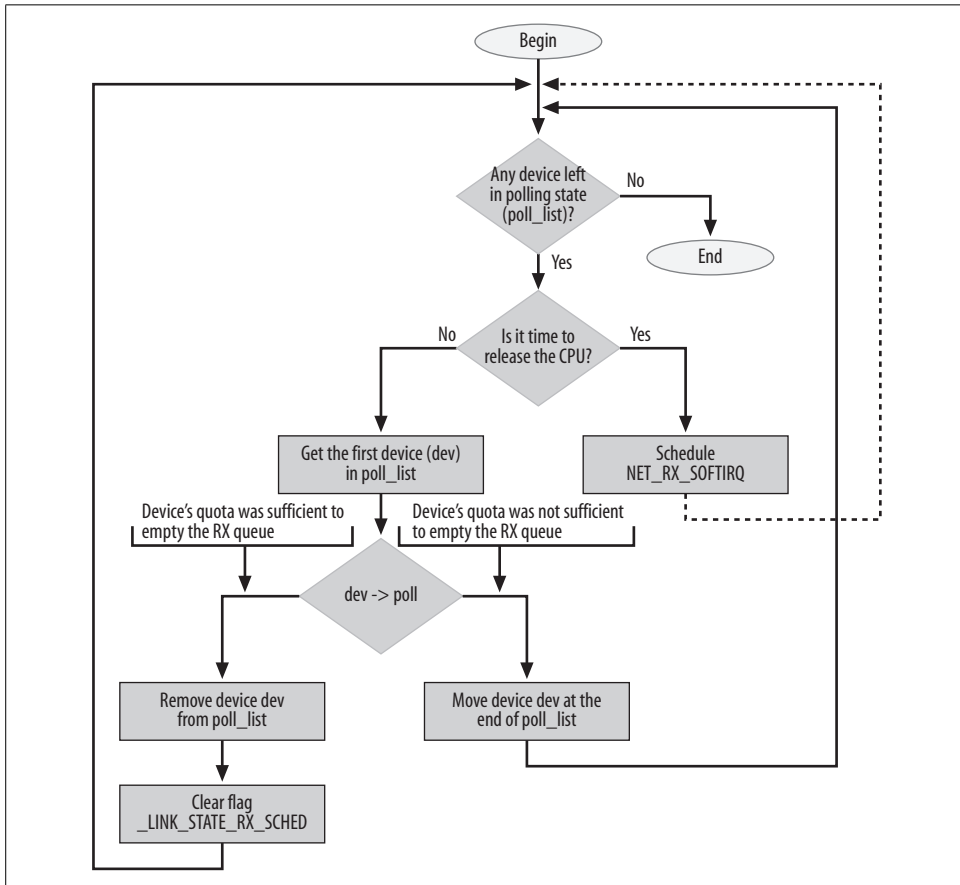 Begin
Any device left
in polling state
(poll_list)?
No
End
Yes
No
Is it time to
release the CPU?
Yes
Get the first device (dev)
in poll_list
Schedule
NET_RX_SOFTIRQ
Device's quota was sufficient to
empty the RX queue
Device's quota was not sufficient
to empty the RX queue
dev -> poll
Remove device dev
from poll_list
Move device dev at the
end of poll_list
Clear flag
_LINK_STATE_RX_SCHED